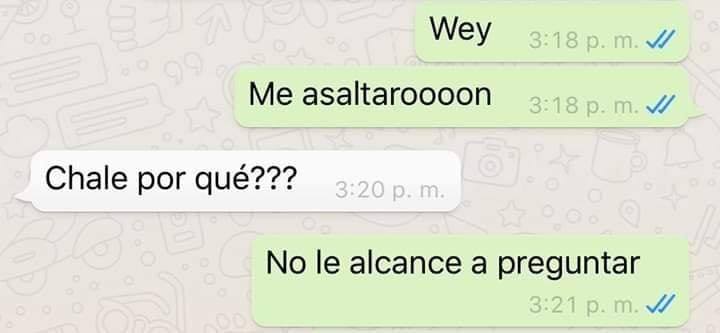 Wey 3:18 p. m.
Me asaltaroooon 3:18 p. m.
Chale por qué??? 3:20 p. m.
No le alcance a preguntar
3:21 p. m.